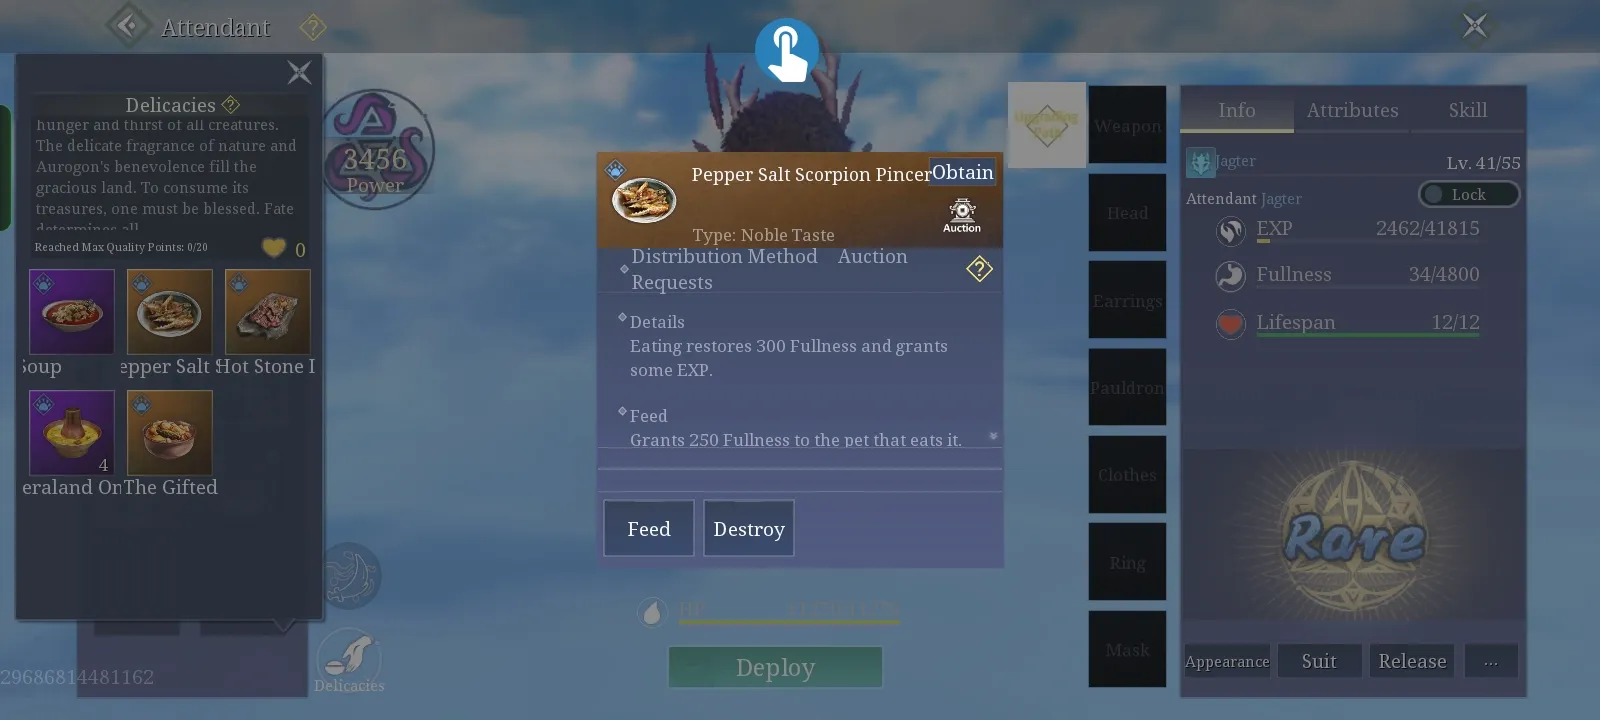 Attendant
Delicacies
hunger and thirst of all creatures.
The delicate fragrance of nature and
Aurogon's benevolence fill the
gracious land. To consume its
treasures, one must be blessed. Fate
determines all
Reached Max Quality Points: 0/20
0
Soup
epper Salt S
Hot Stone I
4
eraland On
The Gifted
3456
Power
Pepper Salt Scorpion Pincer
Obtain
Type: Noble Taste
Auction
Distribution Method Auction
Requests
Details
Eating restores 300 Fullness and grants
some EXP.
Feed
Grants 250 Fullness to the pet that eats it.
Feed
Destroy
HP
Deploy
Delicacies
29686814481162
Upgrading
Path
Weapon
Head
Earrings
Pauldron
Clothes
Ring
Mask
Info
Attributes
Skill
Jagter
Lv. 41/55
Attendant Jagter
Lock
EXP 2462/41815
Fullness 34/4800
Lifespan 12/12
Rare
Appearance
Suit
Release
...